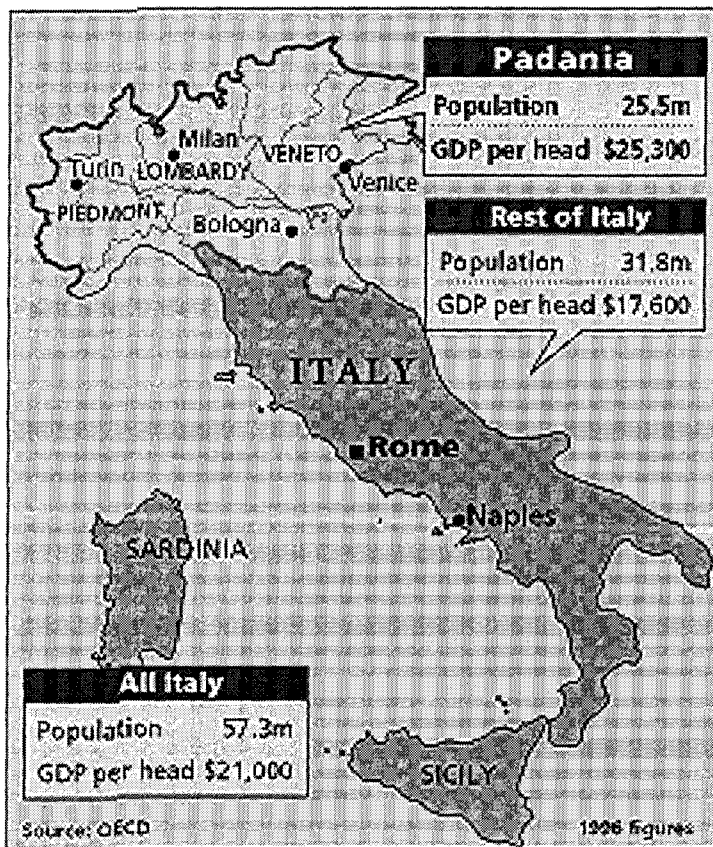 Padania
Population 25.5m
GDP per head $25,300
Milan
Turin
LOMBARDY
VENETO
Venice
PIEDMONT
Bologna
Rest of Italy
Population 31.8m
GDP per head $17,600
ITALY
Rome
Naples
SARDINIA
All Italy
Population 57.3m
GDP per head $21,000
SICILY
Source: OECD
1996 figures